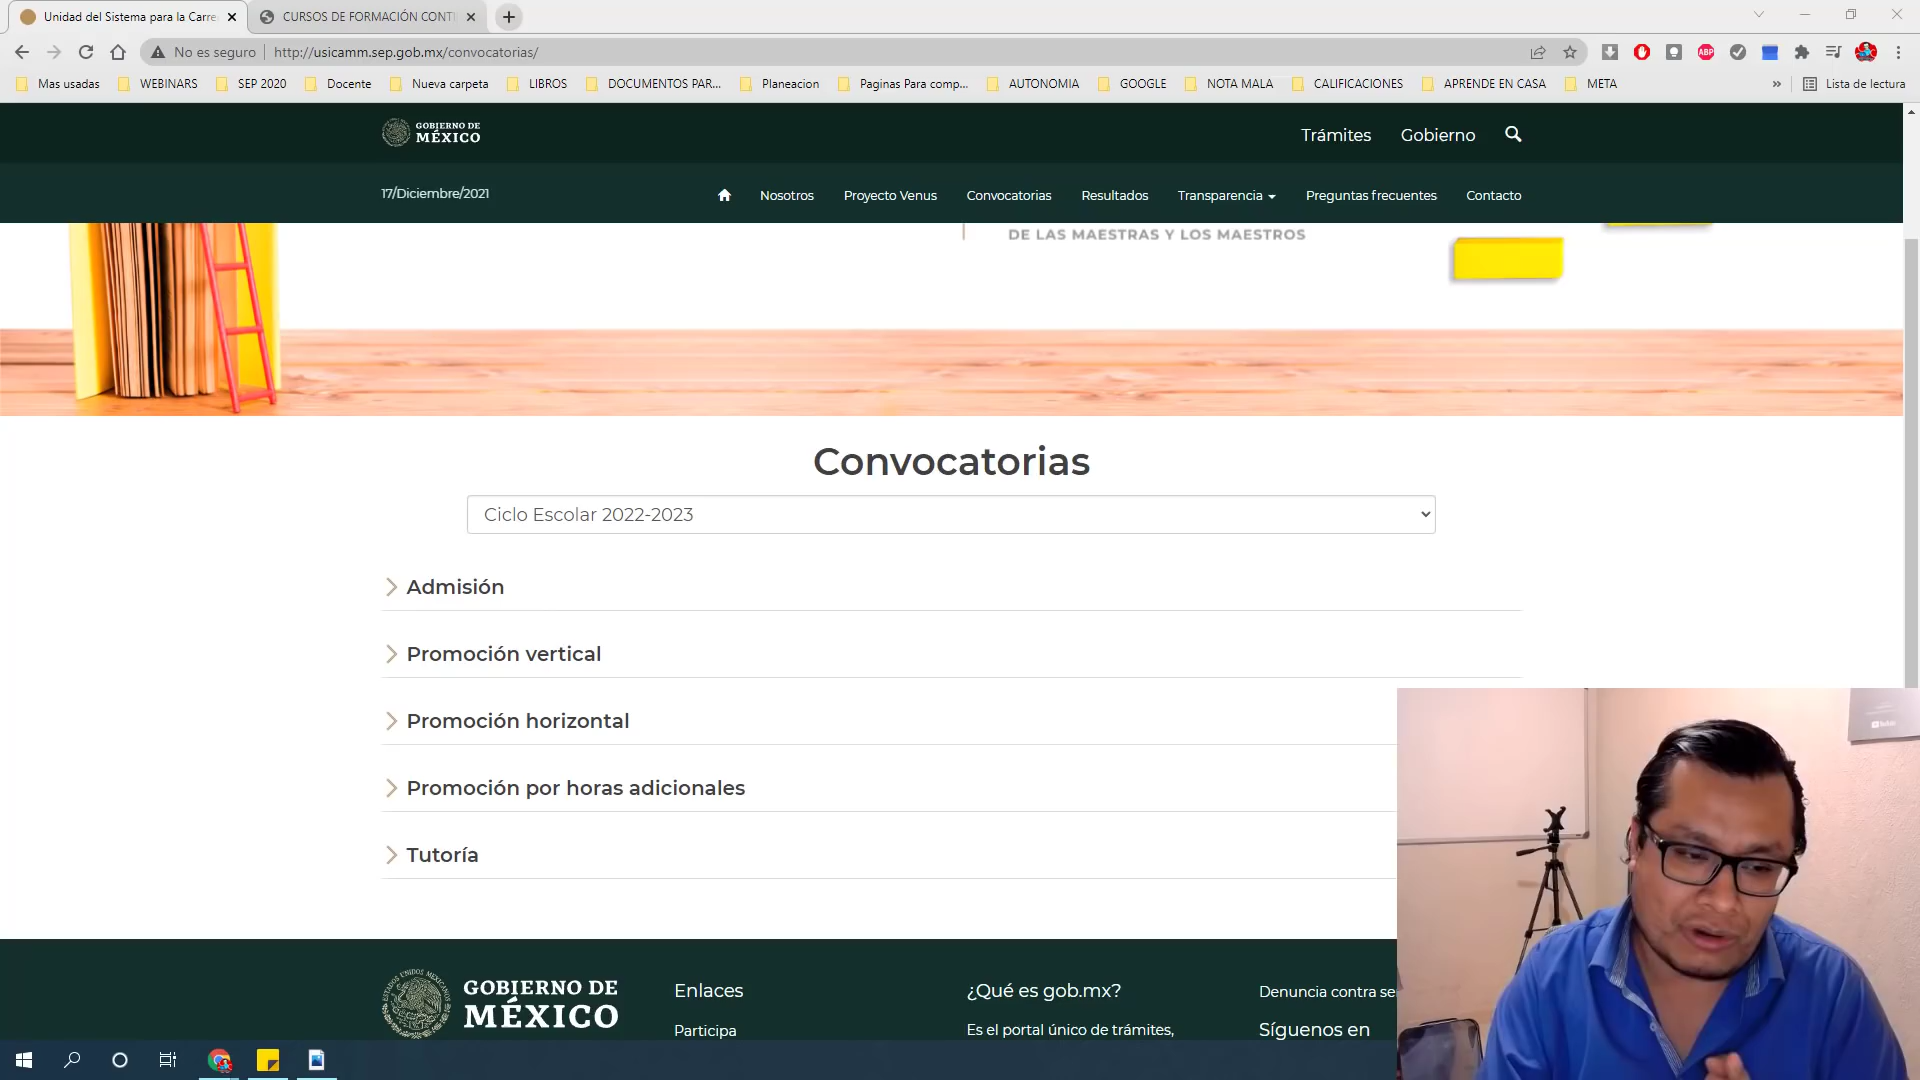 Unidad del Sistema para la Carre
CURSOS DE FORMACIÓN CONTI
No es seguro
http://usicamm.sep.gob.mx/convocatorias/
Mas usadas
WEBINARS
SEP 2020
Docente
Nueva carpeta
LIBROS
DOCUMENTOS PAR...
Planeacion
Paginas Para comp...
AUTONOMIA
GOOGLE
NOTA MALA
CALIFICACIONES
APRENDE EN CASA
META
»
Lista de lectura
GOBIERNO DE
MÉXICO
Trámites
Gobierno
17/Diciembre/2021
Nosotros
Proyecto Venus
Convocatorias
Resultados
Transparencia
Preguntas frecuentes
Contacto
DE LAS MAESTRAS Y LOS MAESTROS
Convocatorias
Ciclo Escolar 2022-2023
Admisión
Promoción vertical
Promoción horizontal
Promoción por horas adicionales
Tutoría
GOBIERNO DE
MÉXICO
Enlaces
Participa
¿Qué es gob.mx?
Es el portal único de trámites,
Denuncia contra se
Síguenos en
ABP
YouTube